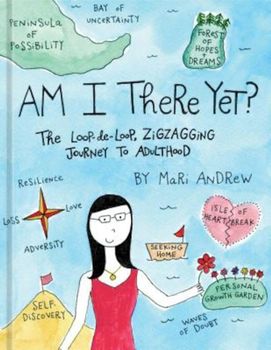 PENINSULA
OF
POSSIBILITY
BAY OF
UNCERTAINTY
FOREST
OF HOPES
&
DREAMS
AM I THERE YET?
THE LOOP-DE-LOOP, ZIGZAGGING
JOURNEY TO ADULTHOOD
BY MARI ANDREW
RESILIENCE
LOSS
LOVE
ADVERSITY
ISLE OF
HEARTBREAK
SEEKING
HOME
PERSONAL
GROWTH GARDEN
SELF-
DISCOVERY
WAVES
OF DOUBT